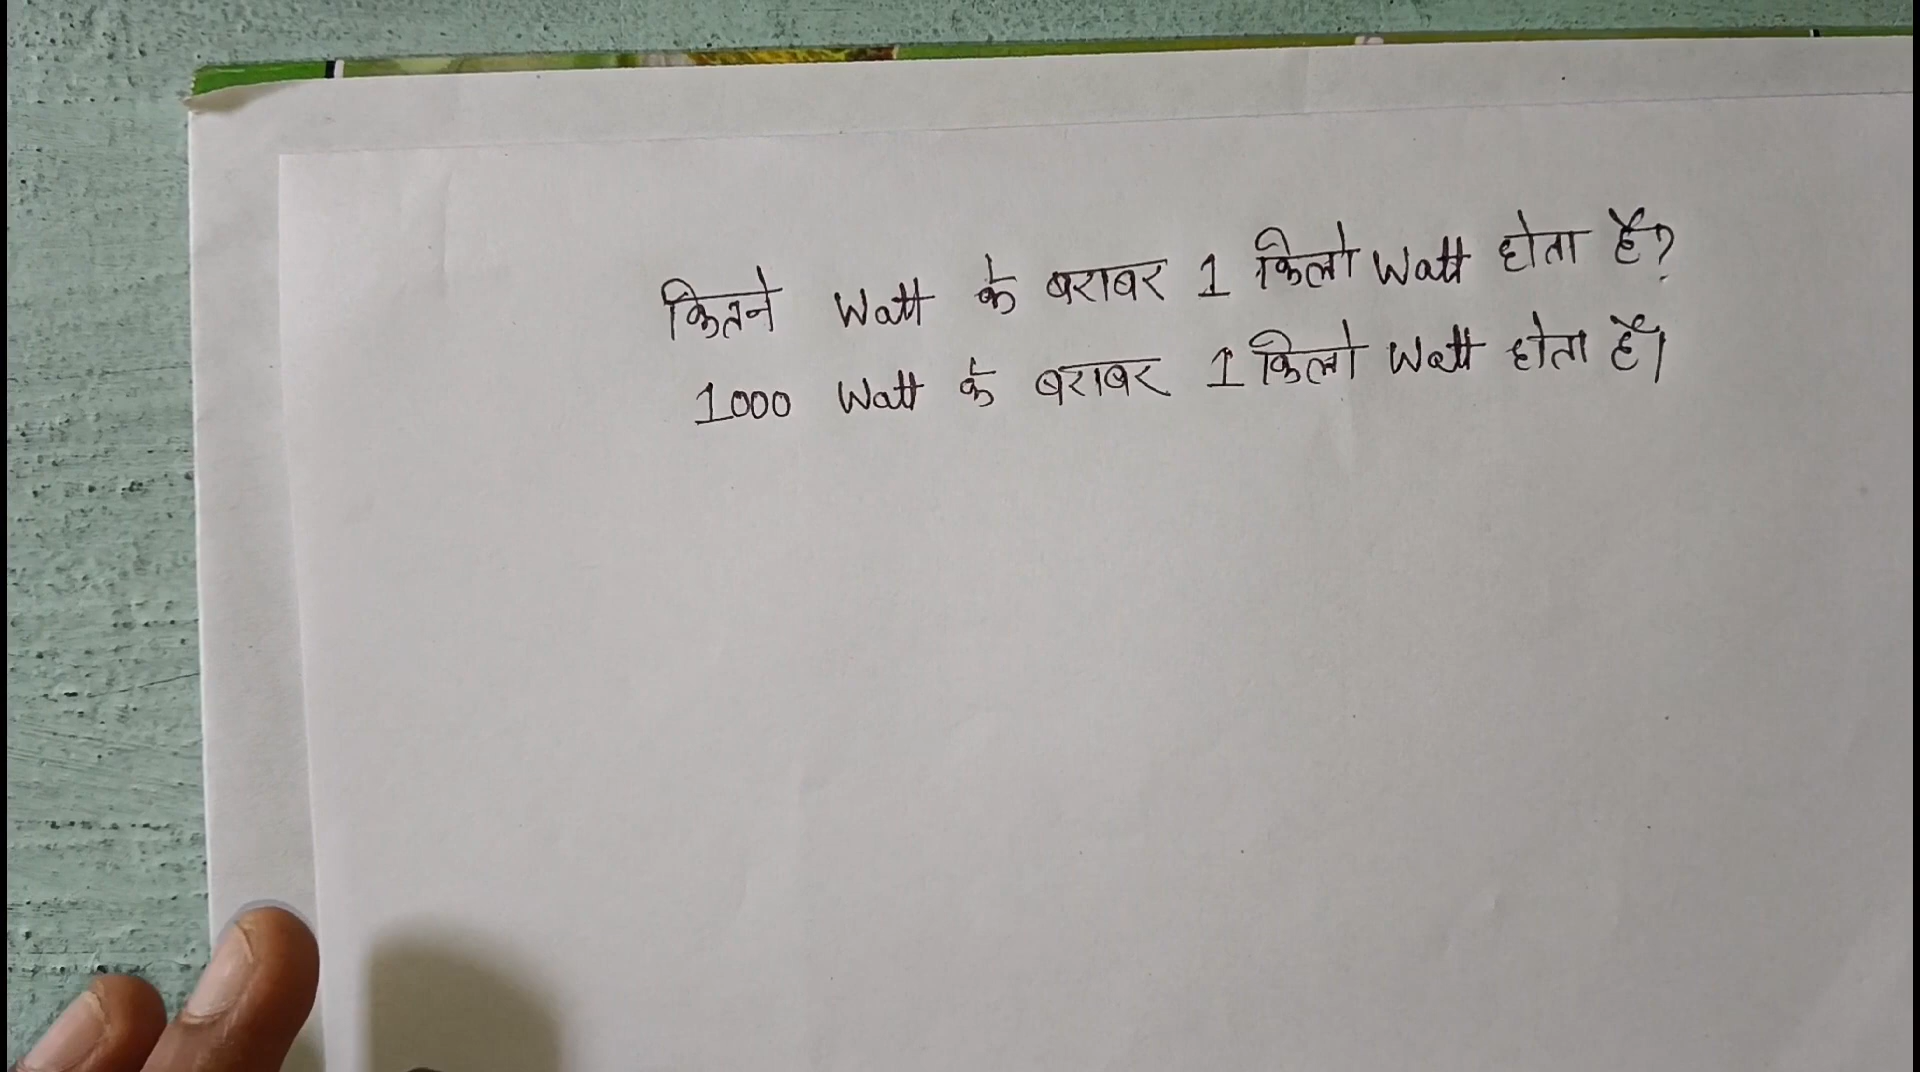 कितने Watt के बराबर 1 किलो Watt होता है?
1000 Watt के बराबर 1 किलो Watt होता है।